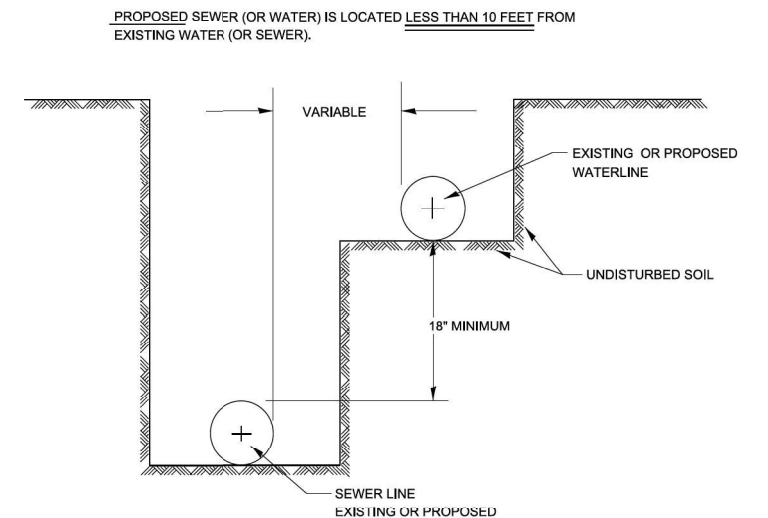 PROPOSED SEWER (OR WATER) IS LOCATED LESS THAN 10 FEET FROM
EXISTING WATER (OR SEWER).
VARIABLE
EXISTING OR PROPOSED
WATERLINE
UNDISTURBED SOIL
18" MINIMUM
SEWER LINE
EXISTING OR PROPOSED